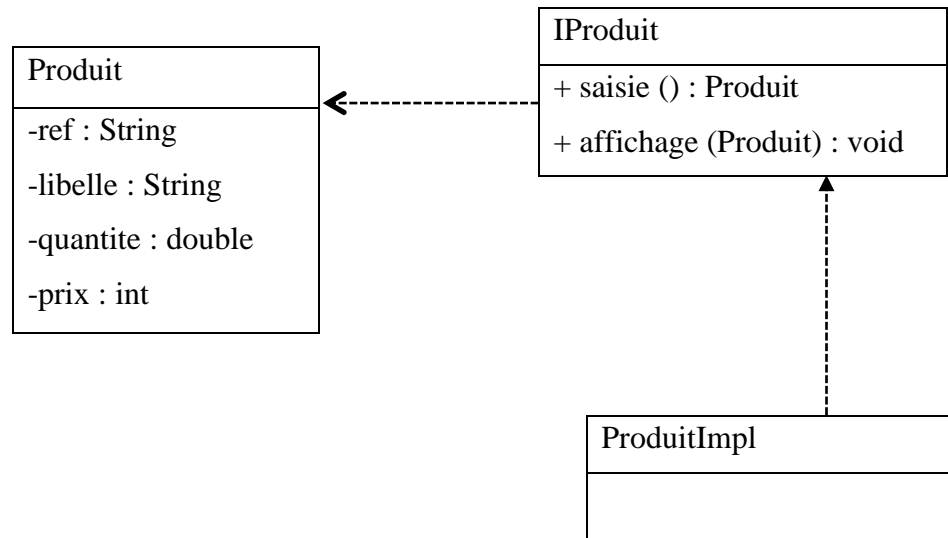 Produit
-ref : String
-libelle : String
-quantite : double
-prix : int
IProduit
+ saisie () : Produit
+ affichage (Produit) : void
ProduitImpl